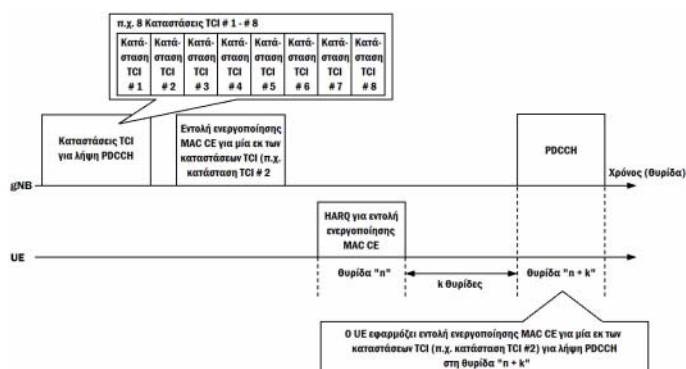 π.χ. 8 Καταστάσεις TCI # 1 - # 8
Κατά-
σταση
TCI
# 1
Κατά-
σταση
TCI
# 2
Κατά-
σταση
TCI
# 3
Κατά-
σταση
TCI
# 4
Κατά-
σταση
TCI
# 5
Κατά-
σταση
TCI
# 6
Κατά-
σταση
TCI
# 7
Κατά-
σταση
TCI
# 8
Καταστάσεις TCI
για λήψη PDCCH
Εντολή ενεργοποίησης
MAC CE για μία εκ των
καταστάσεων TCI (π.χ.
κατάσταση TCI # 2
PDCCH
gNB
Χρόνος (Θυρίδα)
HARQ για εντολή
ενεργοποίησης
MAC CE
UE
Θυρίδα "n"
k Θυρίδες
Θυρίδα "n + k"
Ο UE εφαρμόζει εντολή ενεργοποίησης MAC CE για μία εκ των
καταστάσεων TCI (π.χ. κατάσταση TCI #2) για λήψη PDCCH
στη θυρίδα "n + k"